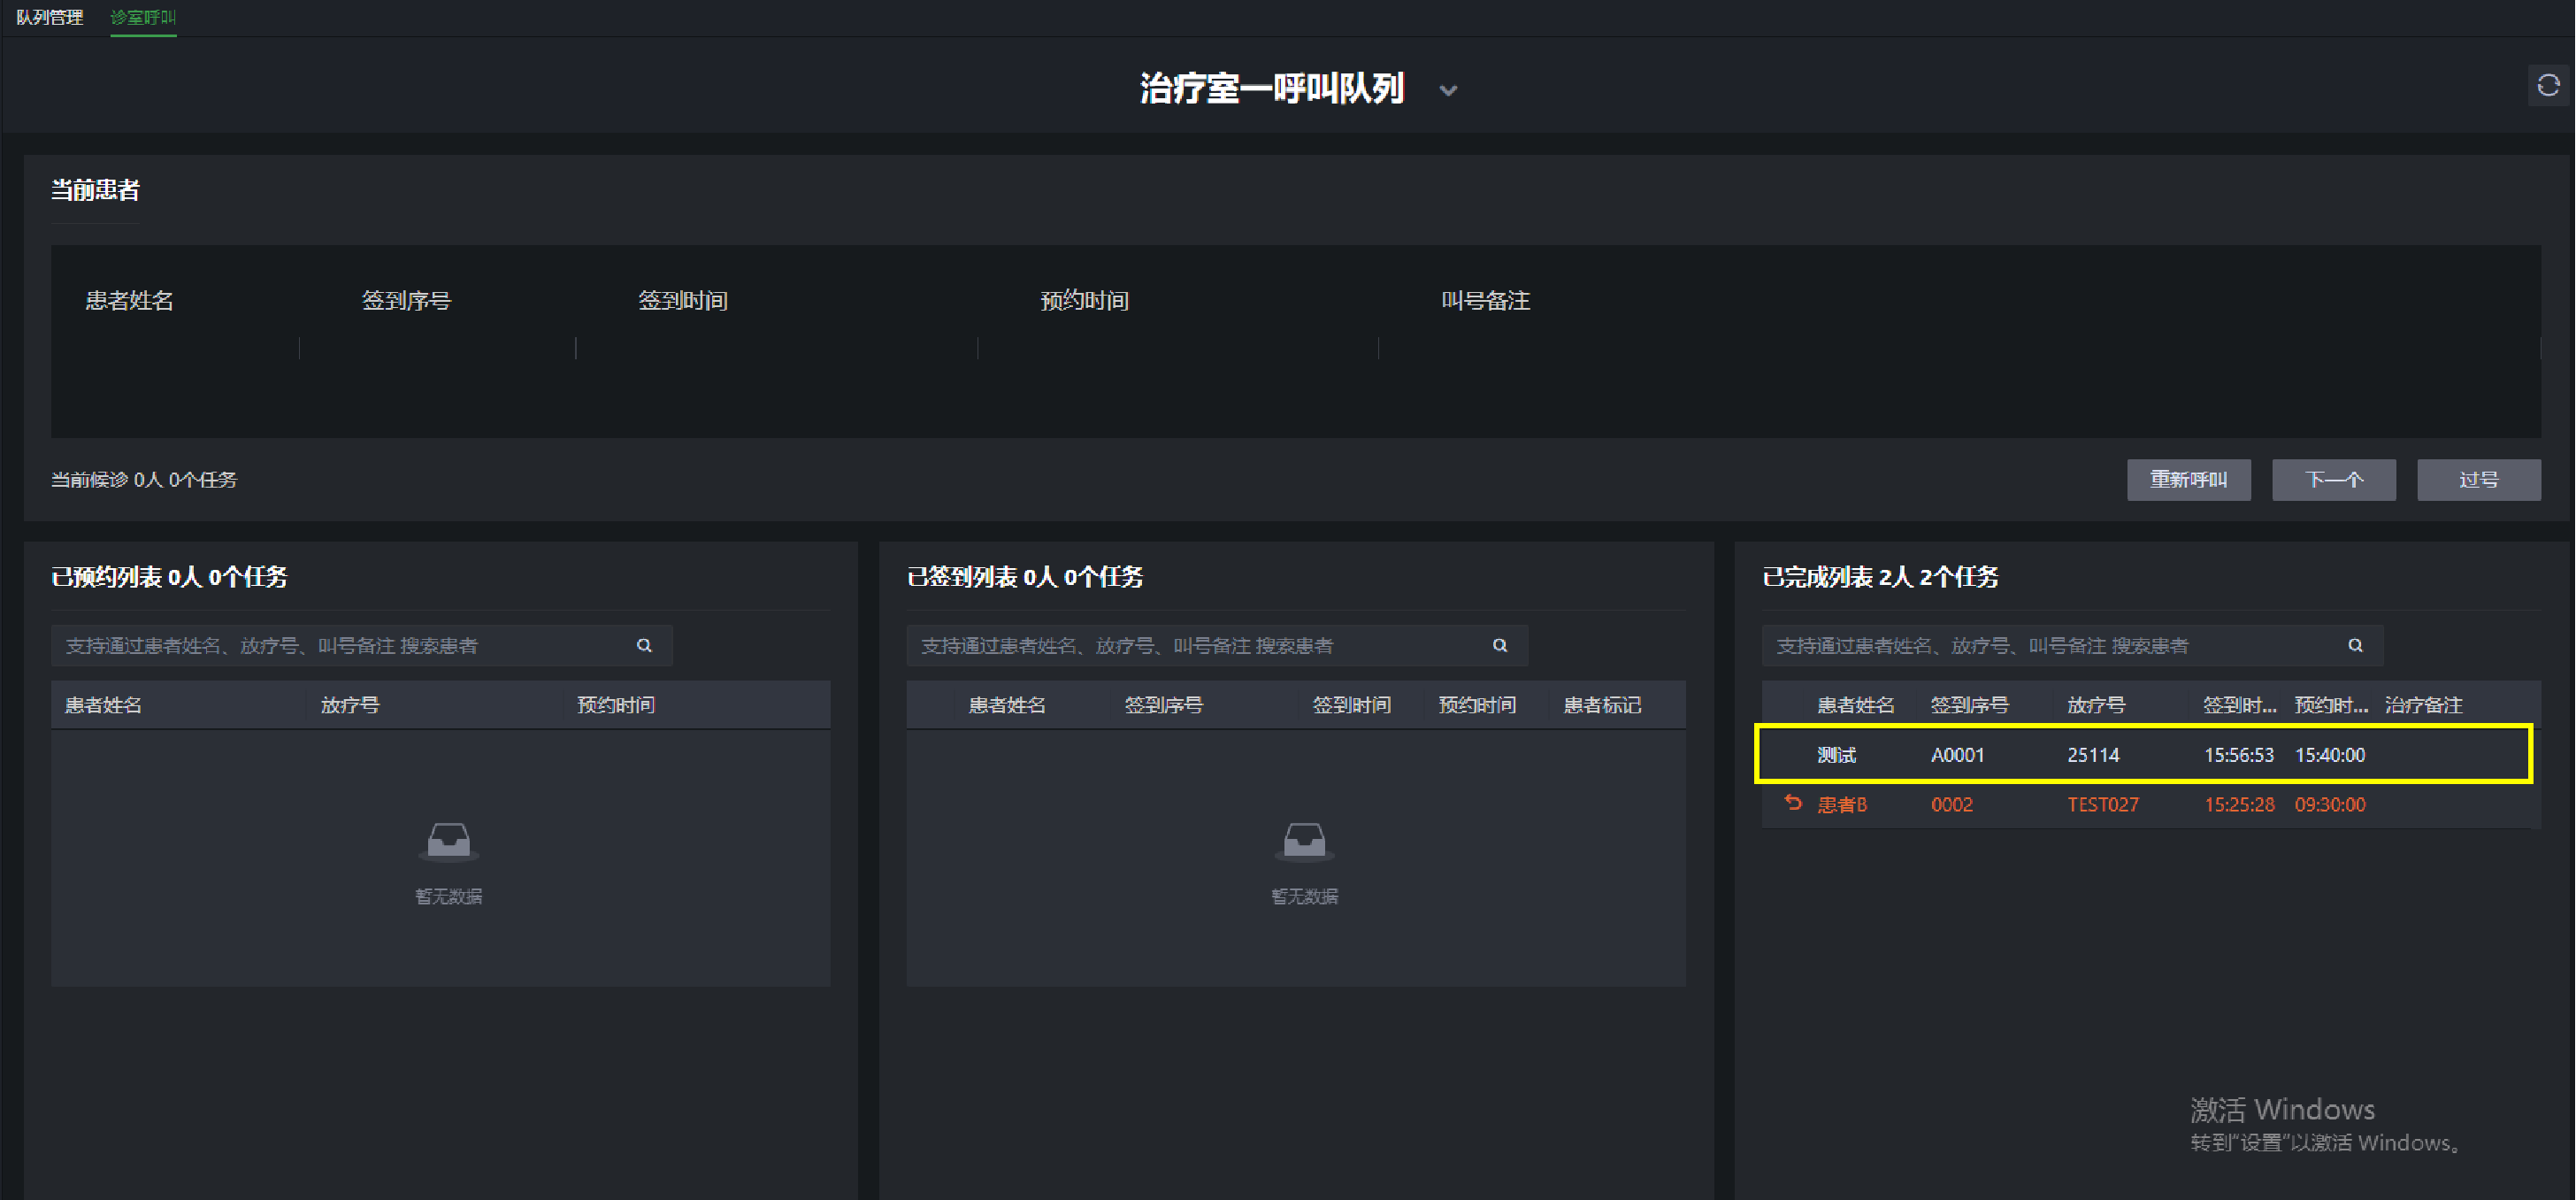 队列管理 诊室呼叫
治疗室一呼叫队列
当前患者
患者姓名 签到序号 签到时间 预约时间 叫号备注
当前候诊 0人 0个任务 重新呼叫 下一个 过号
已预约列表 0人 0个任务
支持通过患者姓名、放疗号、叫号备注 搜索患者
患者姓名 放疗号 预约时间
暂无数据
已签到列表 0人 0个任务
支持通过患者姓名、放疗号、叫号备注 搜索患者
患者姓名 签到序号 签到时间 预约时间 患者标记
暂无数据
已完成列表 2人 2个任务
支持通过患者姓名、放疗号、叫号备注 搜索患者
患者姓名 签到序号 放疗号 签到时... 预约时... 治疗备注
测试 A0001 25114 15:56:53 15:40:00
患者B 0002 TEST027 15:25:28 09:30:00
激活 Windows
转到"设置"以激活 Windows。